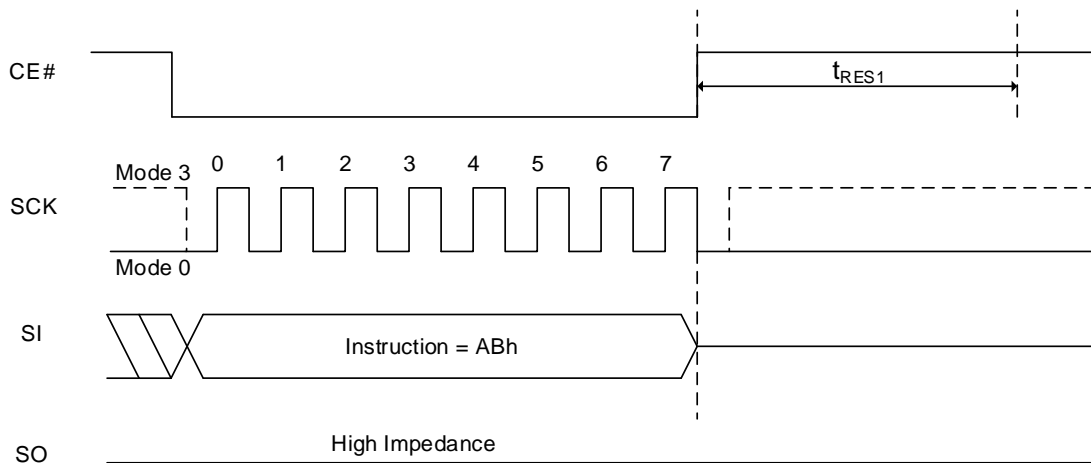 CE#
tRES1
Mode 3
0 1 2 3 4 5 6 7
SCK
Mode 0
SI
Instruction = ABh
SO
High Impedance